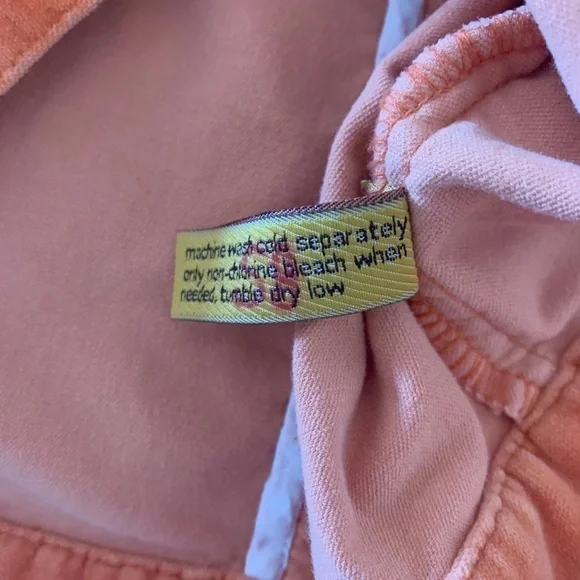 machine wash cold separately
only non-chlorine bleach when
needed, tumble dry low